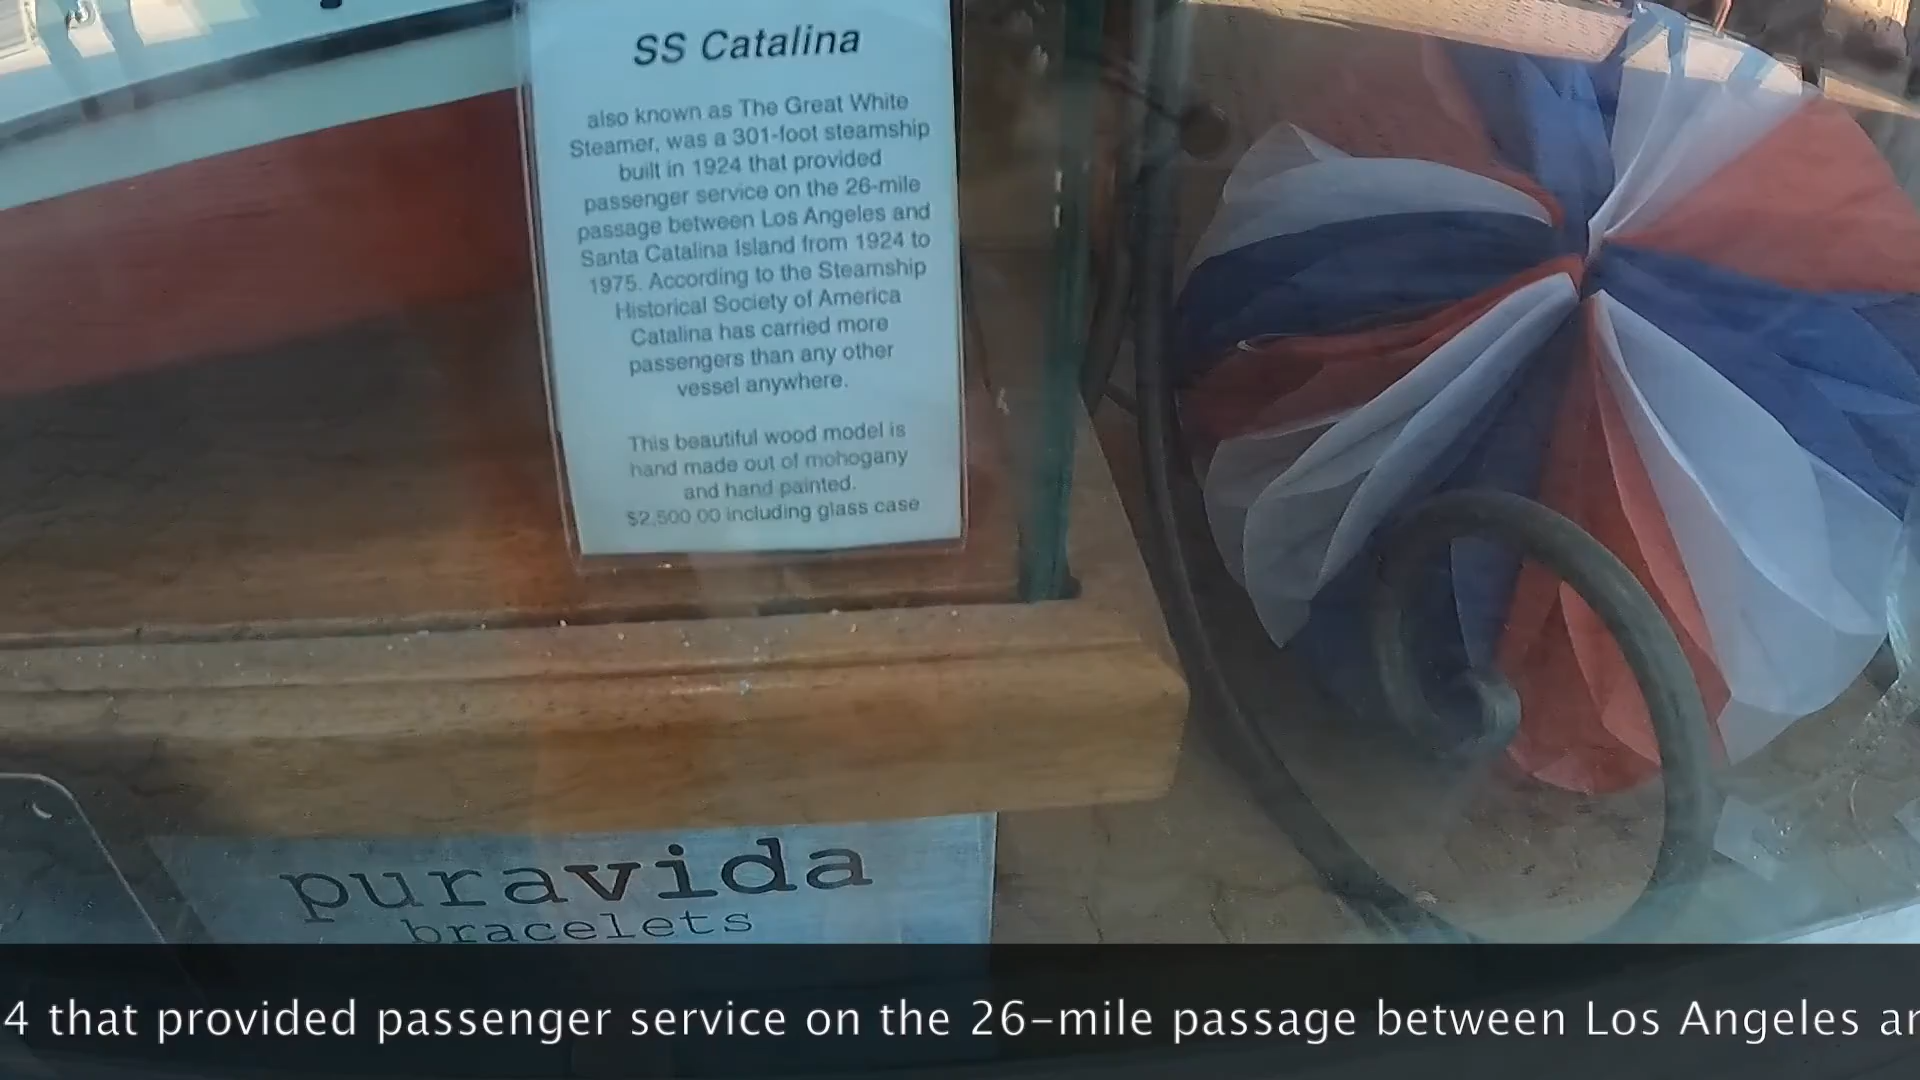 SS Catalina
also known as The Great White
Steamer, was a 301-foot steamship
built in 1924 that provided
passenger service on the 26-mile
passage between Los Angeles and
Santa Catalina Island from 1924 to
1975. According to the Steamship
Historical Society of America
Catalina has carried more
passengers than any other
vessel anywhere.
This beautiful wood model is
hand made out of mohogany
and hand painted.
$2,500 00 including glass case
puravida
bracelets
4 that provided passenger service on the 26-mile passage between Los Angeles ar